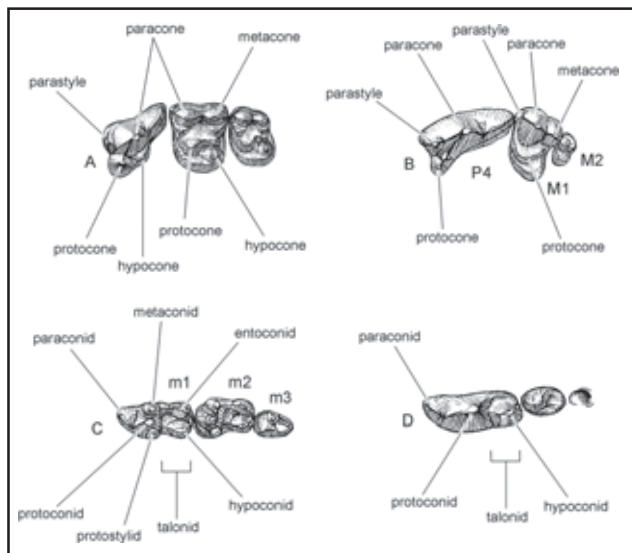 paracone
metacone
parastyle
A
protocone
protocone
hypocone
hypocone
parastyle
paracone
paracone
metacone
parastyle
B
P4
M2
M1
protocone
protocone
metaconid
entoconid
paraconid
m1
m2
m3
C
protoconid
hypoconid
protostylid
talonid
paraconid
D
protoconid
hypoconid
talonid